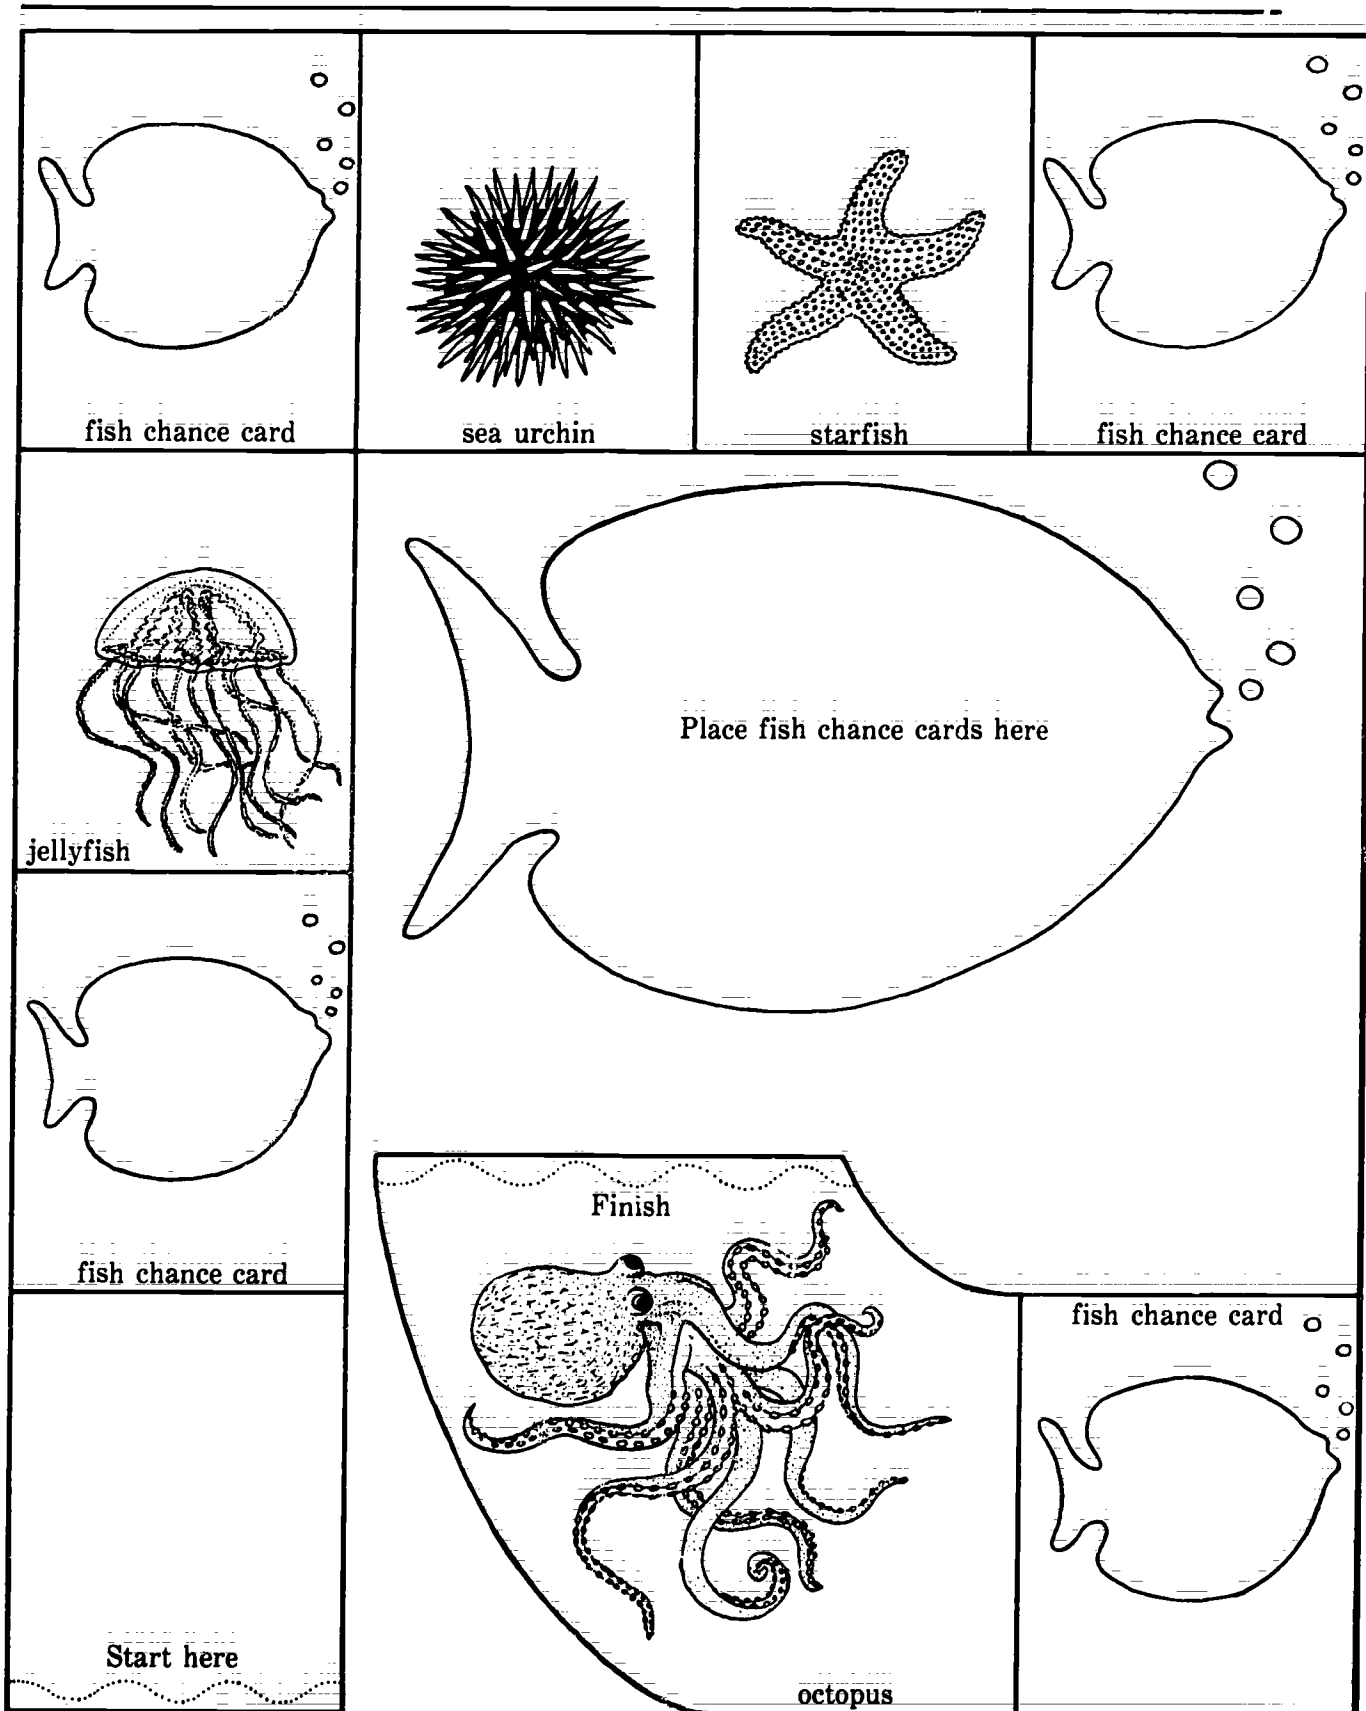 fish chance card
sea urchin
starfish
fish chance card
jellyfish
Place fish chance cards here
fish chance card
Finish
fish chance card
Start here
octopus